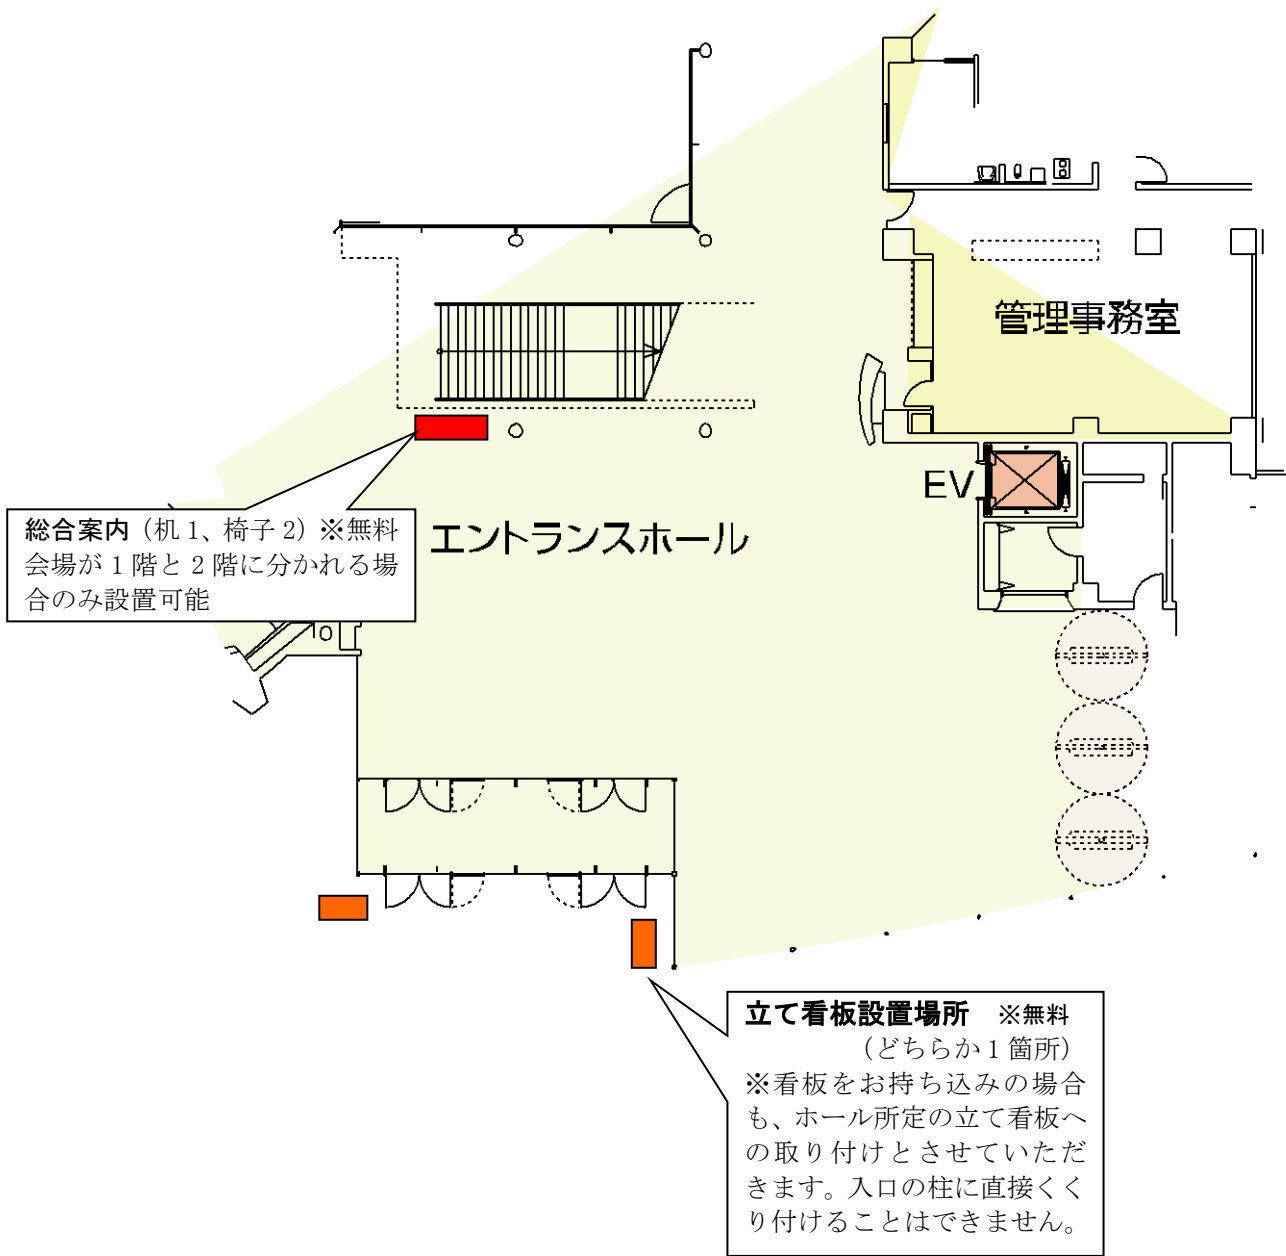 管理事務室
EV
総合案内（机１、椅子２）※無料
会場が１階と２階に分かれる場
合のみ設置可能
エントランスホール
立て看板設置場所　※無料
（どちらか１箇所）
※看板をお持ち込みの場合
も、ホール所定の立て看板へ
の取り付けとさせていただ
きます。入口の柱に直接くく
り付けることはできません。